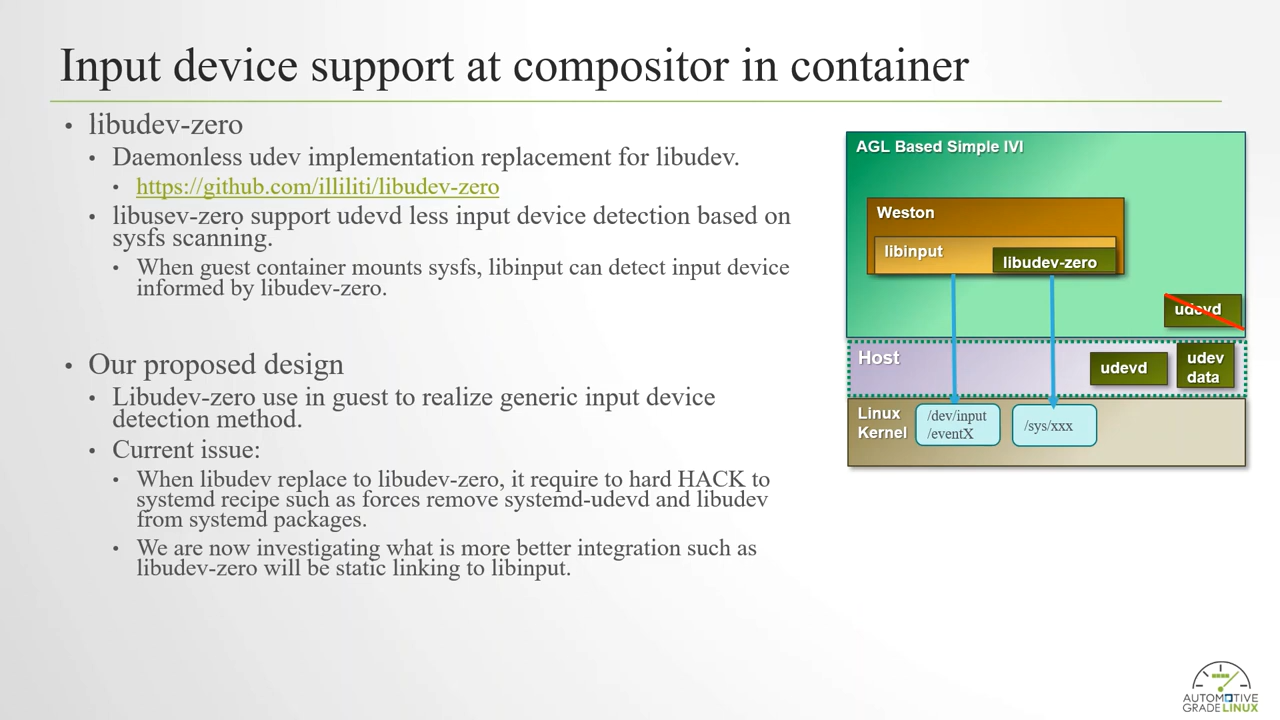 Input device support at compositor in container
• libudev-zero
• Daemonless udev implementation replacement for libudev.
• https://github.com/illiliti/libudev-zero
• libusev-zero support udevd less input device detection based on
sysfs scanning.
• When guest container mounts sysfs, libinput can detect input device
informed by libudev-zero.
• Our proposed design
• Libudev-zero use in guest to realize generic input device
detection method.
• Current issue:
• When libudev replace to libudev-zero, it require to hard HACK to
systemd recipe such as forces remove systemd-udevd and libudev
from systemd packages.
• We are now investigating what is more better integration such as
libudev-zero will be static linking to libinput.
AGL Based Simple IVI
Weston
libinput
libudev-zero
udevd
Host
udevd
udev
data
Linux
Kernel
/dev/input
/eventX
/sys/xxx
AUTOMOTIVE
GRADELINUX